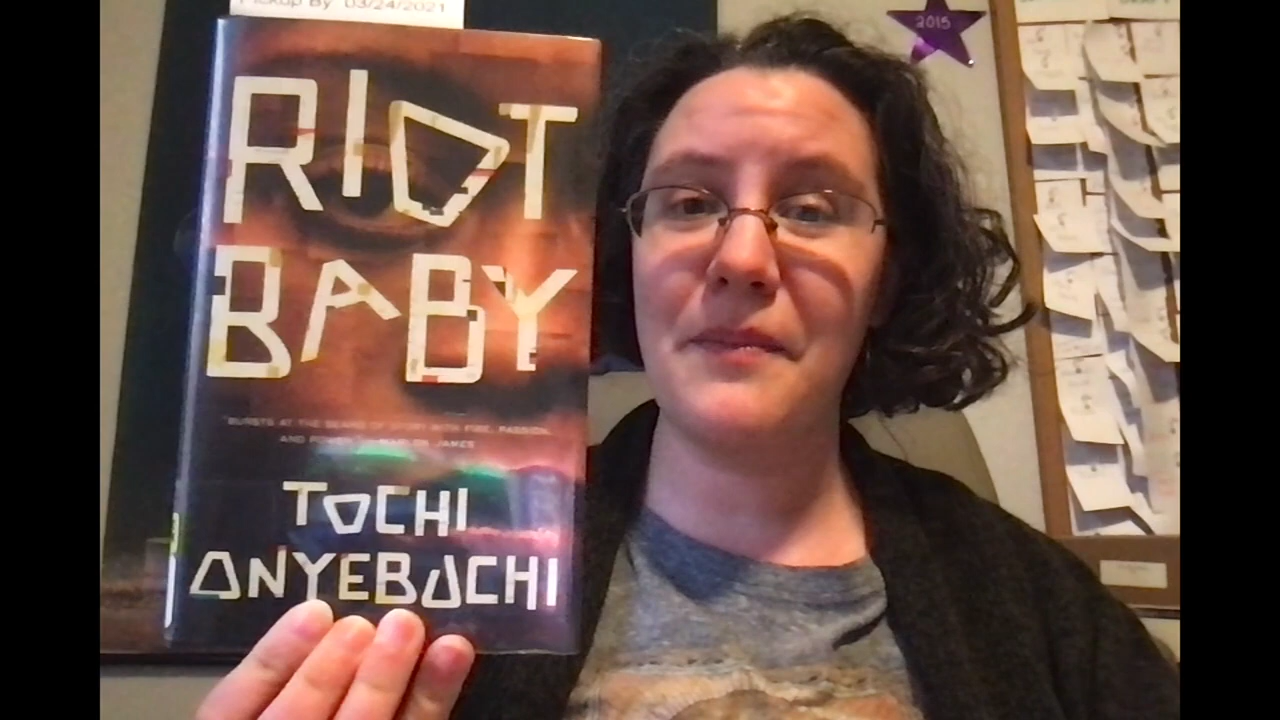 Pickup By 03/24/2021
2015
RIOT
BABY
"BURSTS AT THE SEAMS OF STORY WITH FIRE, PASSION,
AND POWER." —MARLON JAMES
TOCHI
ONYEBUCHI